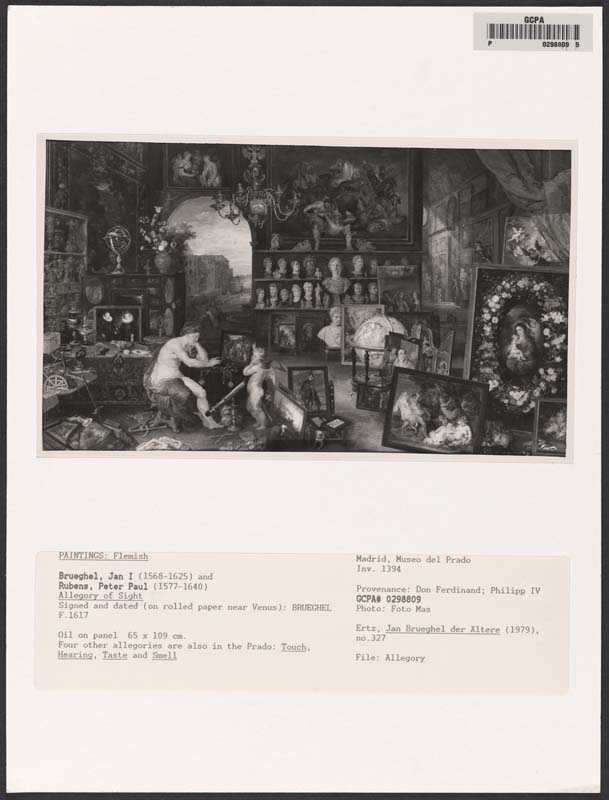 GCPA
P 0298809 5
PAINTINGS: Flemish
Brueghel, Jan I (1568-1625) and
Rubens, Peter Paul (1577-1640)
Allegory of Sight
Signed and dated (on rolled paper near Venus): BRUEGHEL
F.1617
Oil on panel 65 x 109 cm.
Four other allegories are also in the Prado: Touch,
Hearing, Taste and Smell
Madrid, Museo del Prado
Inv. 1394
Provenance: Don Ferdinand; Philipp IV
GCPA# 0298809
Photo: Foto Mas
Ertz, Jan Brueghel der Altere (1979),
no.327
File: Allegory